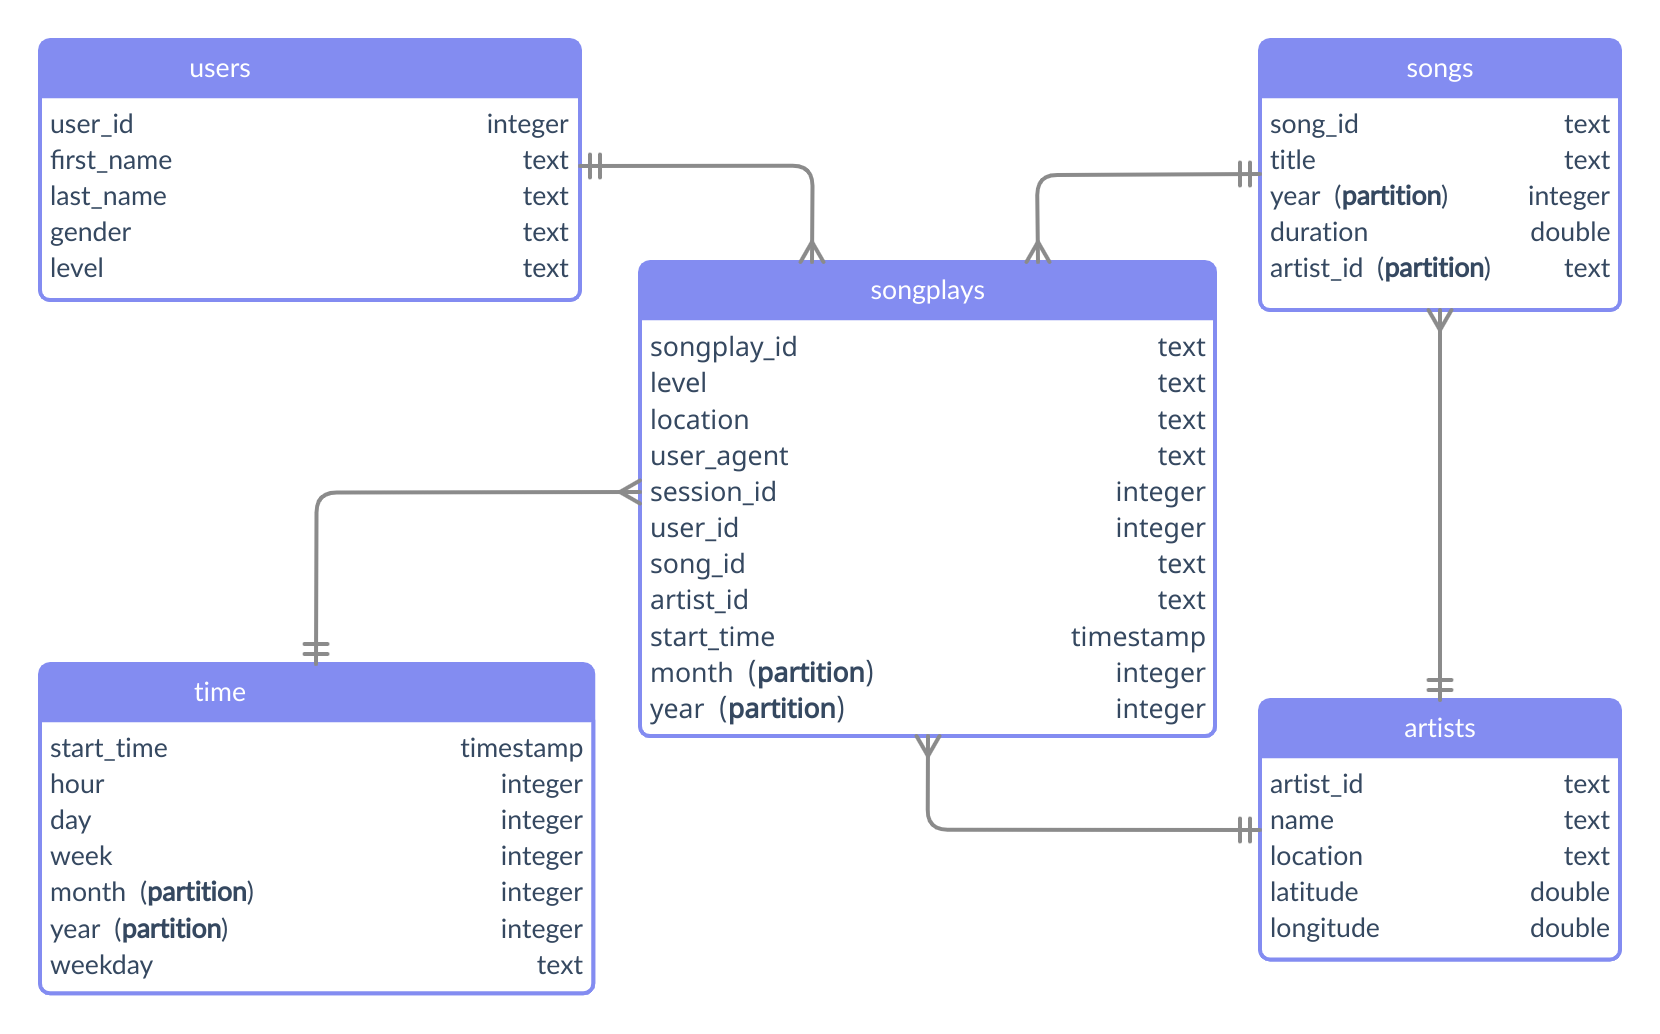 users
user_id integer
first_name text
last_name text
gender text
level text
songs
song_id text
title text
year (partition) integer
duration double
artist_id (partition) text
songplays
songplay_id text
level text
location text
user_agent text
session_id integer
user_id integer
song_id text
artist_id text
start_time timestamp
month (partition) integer
year (partition) integer
time
start_time timestamp
hour integer
day integer
week integer
month (partition) integer
year (partition) integer
weekday text
artists
artist_id text
name text
location text
latitude double
longitude double